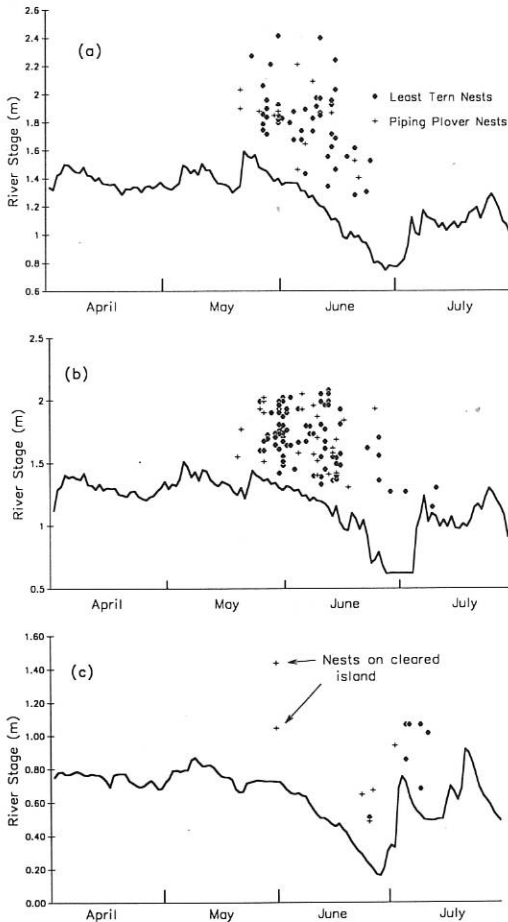 (a)
River Stage (m)
2.6
2.4
2.2
2
1.8
1.6
1.4
1.2
1
0.8
0.6
Least Tern Nests
Piping Plover Nests
April May June July
(b)
River Stage (m)
2.5
2
1.5
1
0.5
April May June July
(c)
River Stage (m)
1.60
1.40
1.20
1.00
0.80
0.60
0.40
0.20
0.00
Nests on cleared
island
April May June July